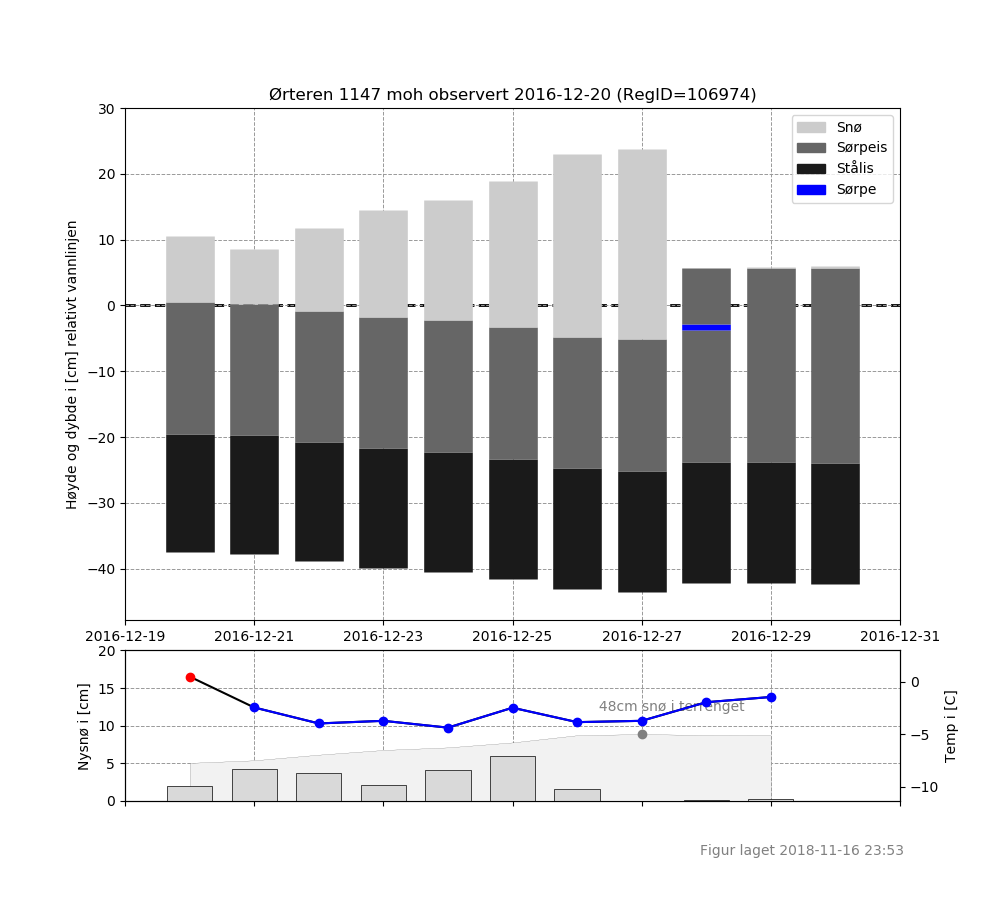 Ørteren 1147 moh observert 2016-12-20 (RegID=106974)
Høyde og dybde i [cm] relativt vannlinjen
30
20
10
0
−10
−20
−30
−40
Snø
Sørpeis
Stålis
Sørpe
2016-12-19 2016-12-21 2016-12-23 2016-12-25 2016-12-27 2016-12-29 2016-12-31
Nysnø i [cm]
20
15
10
5
0
48cm snø i terrenget
0
−5
−10
Temp i [C]
Figur laget 2018-11-16 23:53